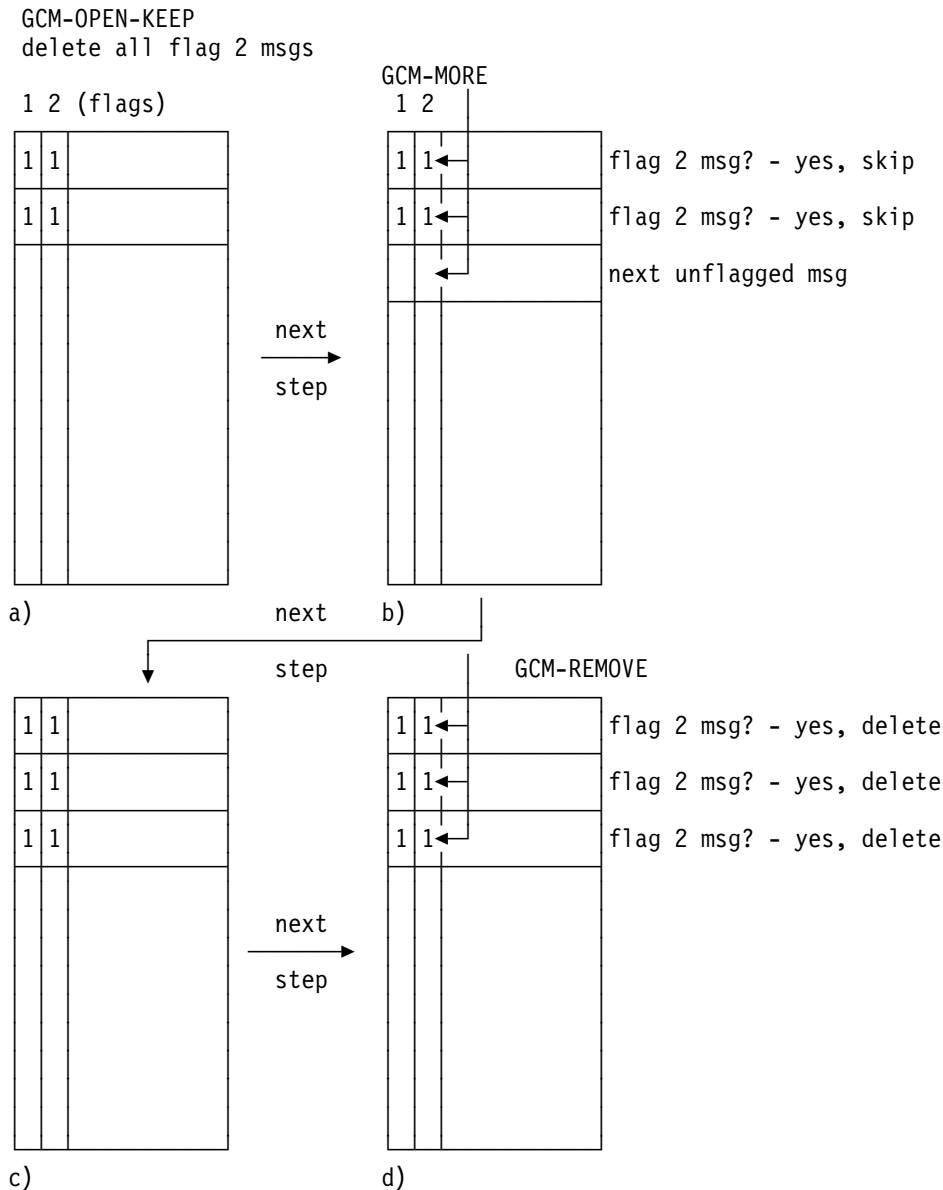 GCM-OPEN-KEEP
delete all flag 2 msgs
GCM-MORE
1 2 (flags)
1 2
1 1
1 1 flag 2 msg? - yes, skip
1 1
1 1 flag 2 msg? - yes, skip
next unflagged msg
next
step
a)
b)
next
step
GCM-REMOVE
1 1
1 1 flag 2 msg? - yes, delete
1 1
1 1 flag 2 msg? - yes, delete
1 1
1 1 flag 2 msg? - yes, delete
next
step
c)
d)